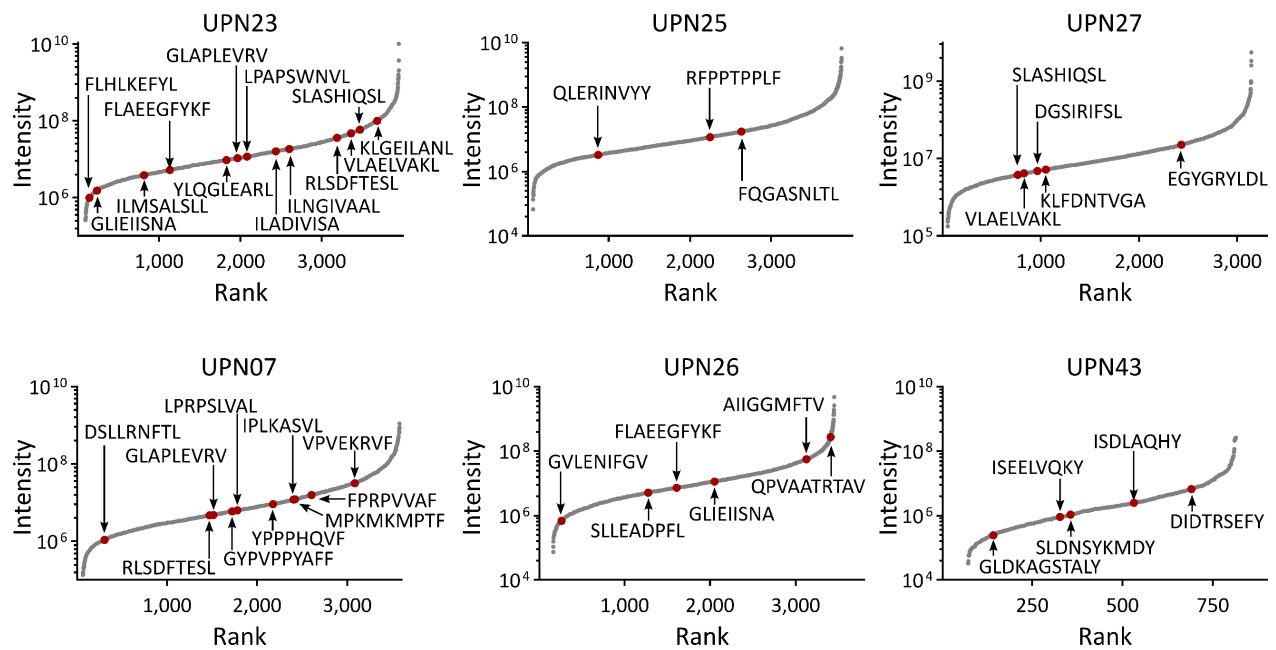 UPN23
Intensity
10^10
10^8
10^6
GLAPLEVRV
FLHLKEFYL
LPAPSWNVL
FLAEEGFYKF
SLASHIQSL
KLGEILANL
VLAELVAKL
YLQGLEARL
RLSDFTESL
ILMSALSLL
ILNGIVAAL
GLIEIISNA
ILADIVISA
1,000
2,000
3,000
Rank
UPN25
Intensity
10^10
10^8
10^6
10^4
RFPPTPPLF
QLERINVYY
FQGASNLTL
1,000
2,000
3,000
Rank
UPN27
Intensity
10^9
10^7
10^5
SLASHIQSL
DGSIRIFSL
EGYGRYLDL
KLFDNTVGA
VLAELVAKL
1,000
2,000
3,000
Rank
UPN07
Intensity
10^10
10^8
10^6
LPRPSLVAL
IPLKASVL
DSLLRNFTL
VPVEKRVF
GLAPLEVRV
FPRPVVAF
MPKMKMPTF
YPPPHQVF
GYPVPPYAFF
RLSDFTESL
1,000
2,000
3,000
Rank
UPN26
Intensity
10^10
10^8
10^6
10^4
AIIGGMFTV
FLAEEGFYKF
GVLENIFGV
QPVAATRTAV
GLIEIISNA
SLLEADPFL
1,000
2,000
3,000
Rank
UPN43
Intensity
10^10
10^8
10^6
10^4
ISDLAQHY
ISEELVQKY
DIDTRSEFY
SLDNSYKMDY
GLDKAGSTALY
250
500
750
Rank